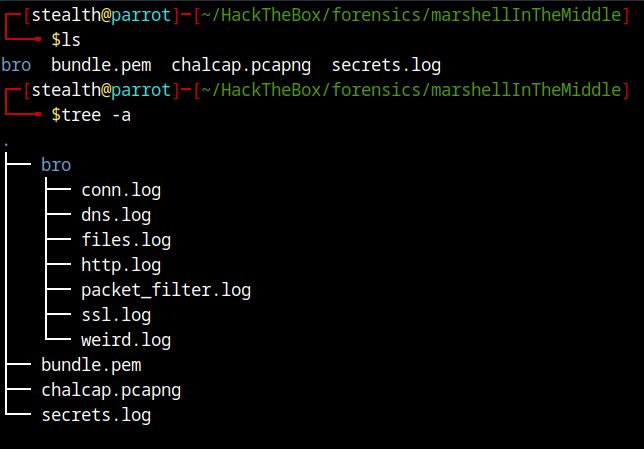 ┌─[stealth@parrot]─[~/HackTheBox/forensics/marshellInTheMiddle]
└──╼ $ls
bro  bundle.pem  chalcap.pcapng  secrets.log
┌─[stealth@parrot]─[~/HackTheBox/forensics/marshellInTheMiddle]
└──╼ $tree -a
.
├── bro
│   ├── conn.log
│   ├── dns.log
│   ├── files.log
│   ├── http.log
│   ├── packet_filter.log
│   ├── ssl.log
│   └── weird.log
├── bundle.pem
├── chalcap.pcapng
└── secrets.log